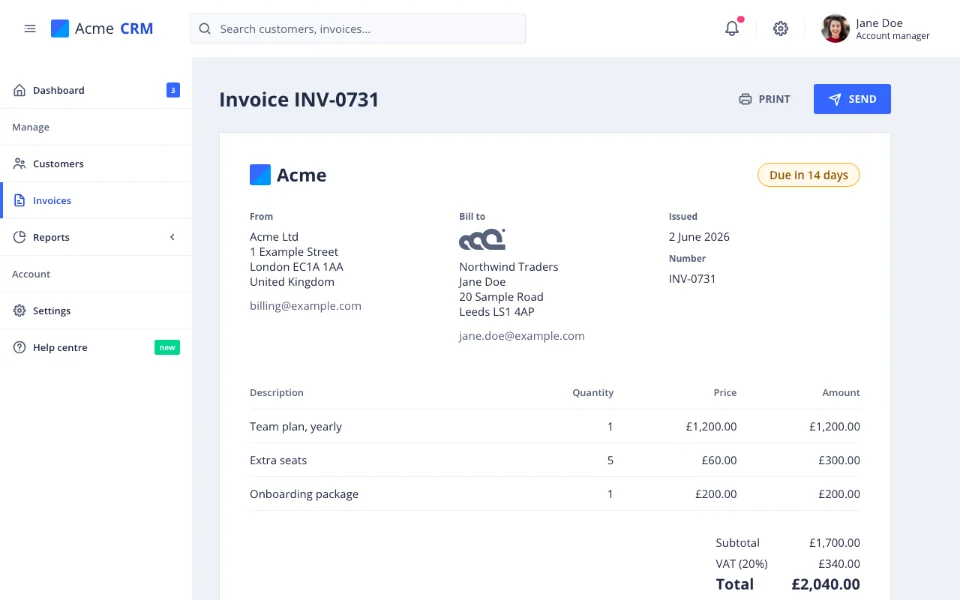 Acme CRM
Search customers, invoices...
Jane Doe
Account manager
Dashboard 3
Manage
Customers
Invoices
Reports
Account
Settings
Help centre new
Invoice INV-0731
PRINT
SEND
Acme
Due in 14 days
From
Acme Ltd
1 Example Street
London EC1A 1AA
United Kingdom
billing@example.com
Bill to
Northwind Traders
Jane Doe
20 Sample Road
Leeds LS1 4AP
jane.doe@example.com
Issued
2 June 2026
Number
INV-0731
Description Quantity Price Amount
Team plan, yearly 1 £1,200.00 £1,200.00
Extra seats 5 £60.00 £300.00
Onboarding package 1 £200.00 £200.00
Subtotal £1,700.00
VAT (20%) £340.00
Total £2,040.00